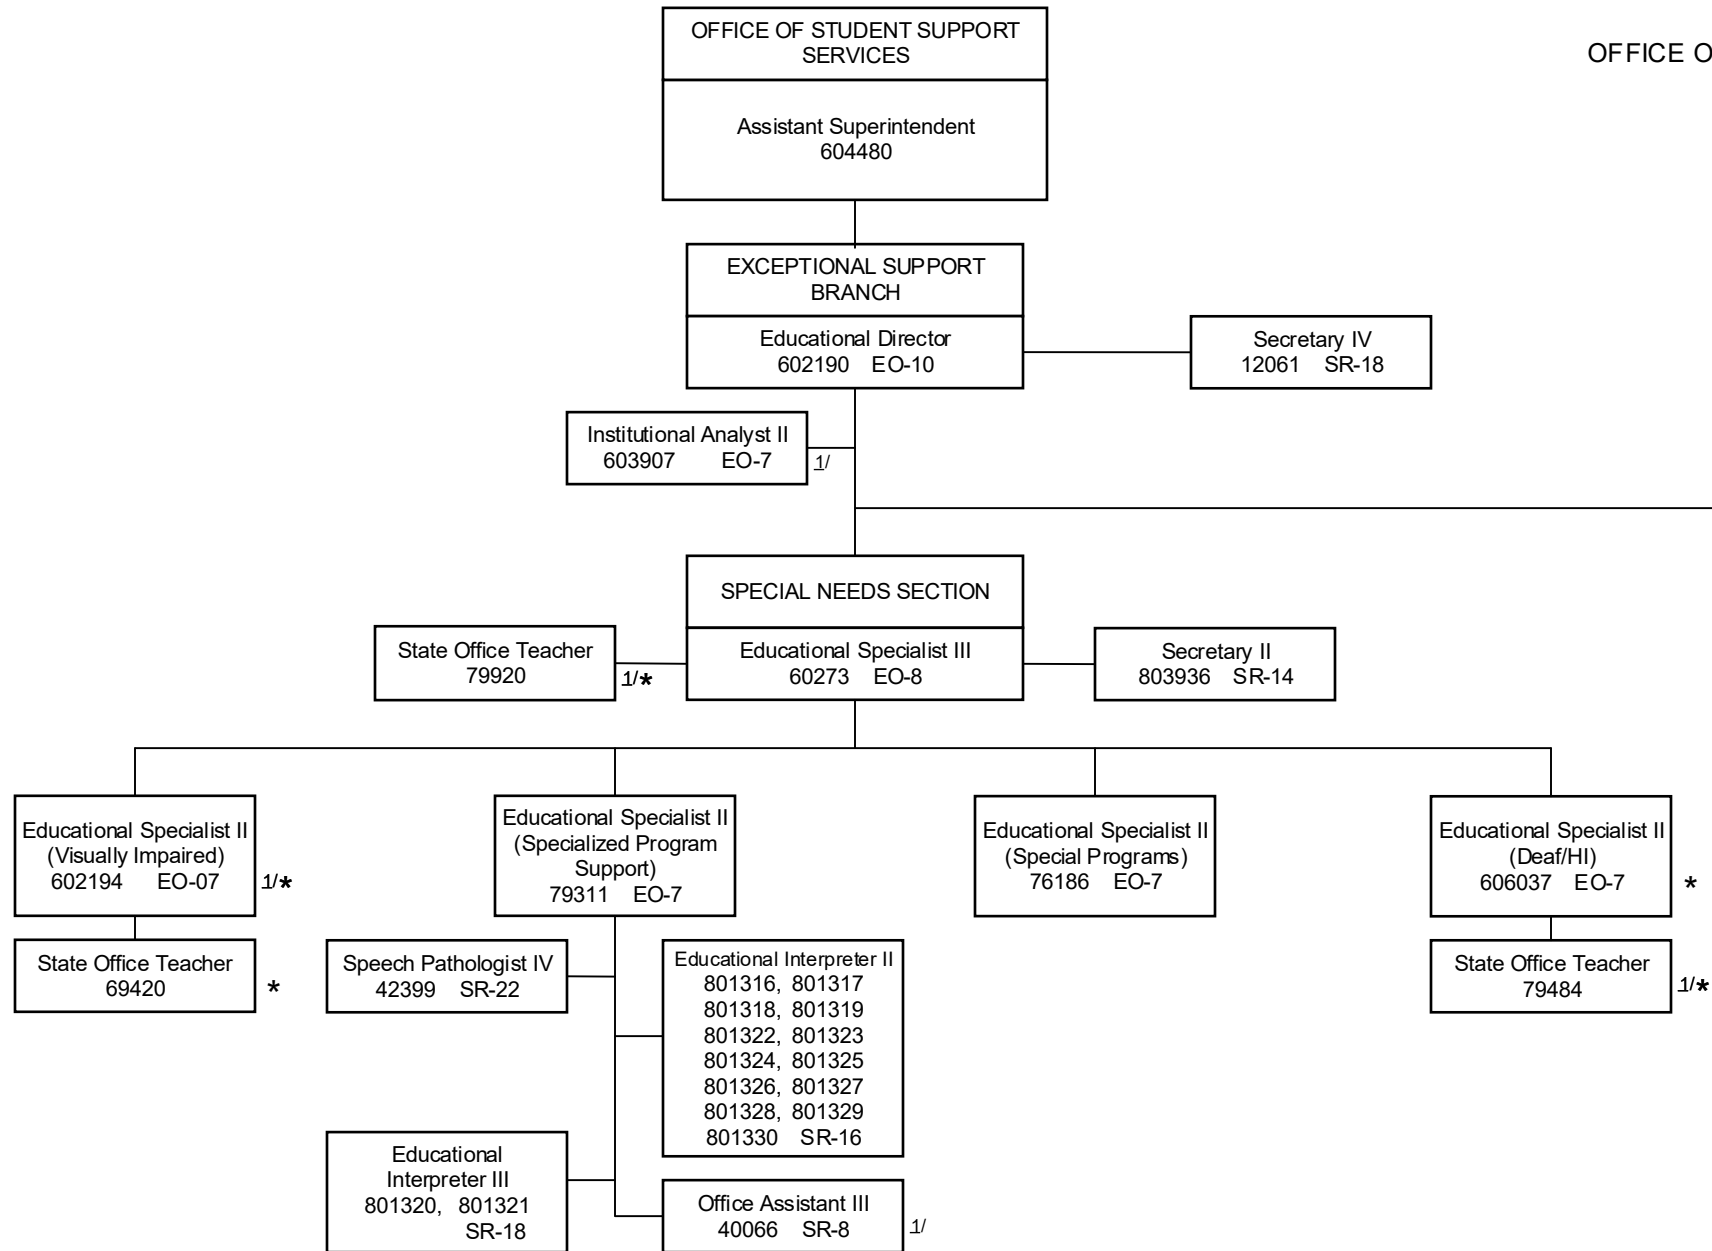 OFFICE OF STUDENT SUPPORT
SERVICES
OFFICE O
Assistant Superintendent
604480
EXCEPTIONAL SUPPORT
BRANCH
Educational Director
602190 EO-10
Secretary IV
12061 SR-18
Institutional Analyst II
603907 EO-7
1/
SPECIAL NEEDS SECTION
State Office Teacher
79920
1/*
Educational Specialist III
60273 EO-8
Secretary II
803936 SR-14
Educational Specialist II
(Visually Impaired)
602194 EO-07
1/*
Educational Specialist II
(Specialized Program
Support)
79311 EO-7
Educational Specialist II
(Special Programs)
76186 EO-7
Educational Specialist II
(Deaf/HI)
606037 EO-7
*
State Office Teacher
69420
*
Speech Pathologist IV
42399 SR-22
Educational Interpreter II
801316, 801317
801318, 801319
801322, 801323
801324, 801325
801326, 801327
801328, 801329
801330 SR-16
State Office Teacher
79484
1/*
Educational
Interpreter III
801320, 801321
SR-18
Office Assistant III
40066 SR-8
1/